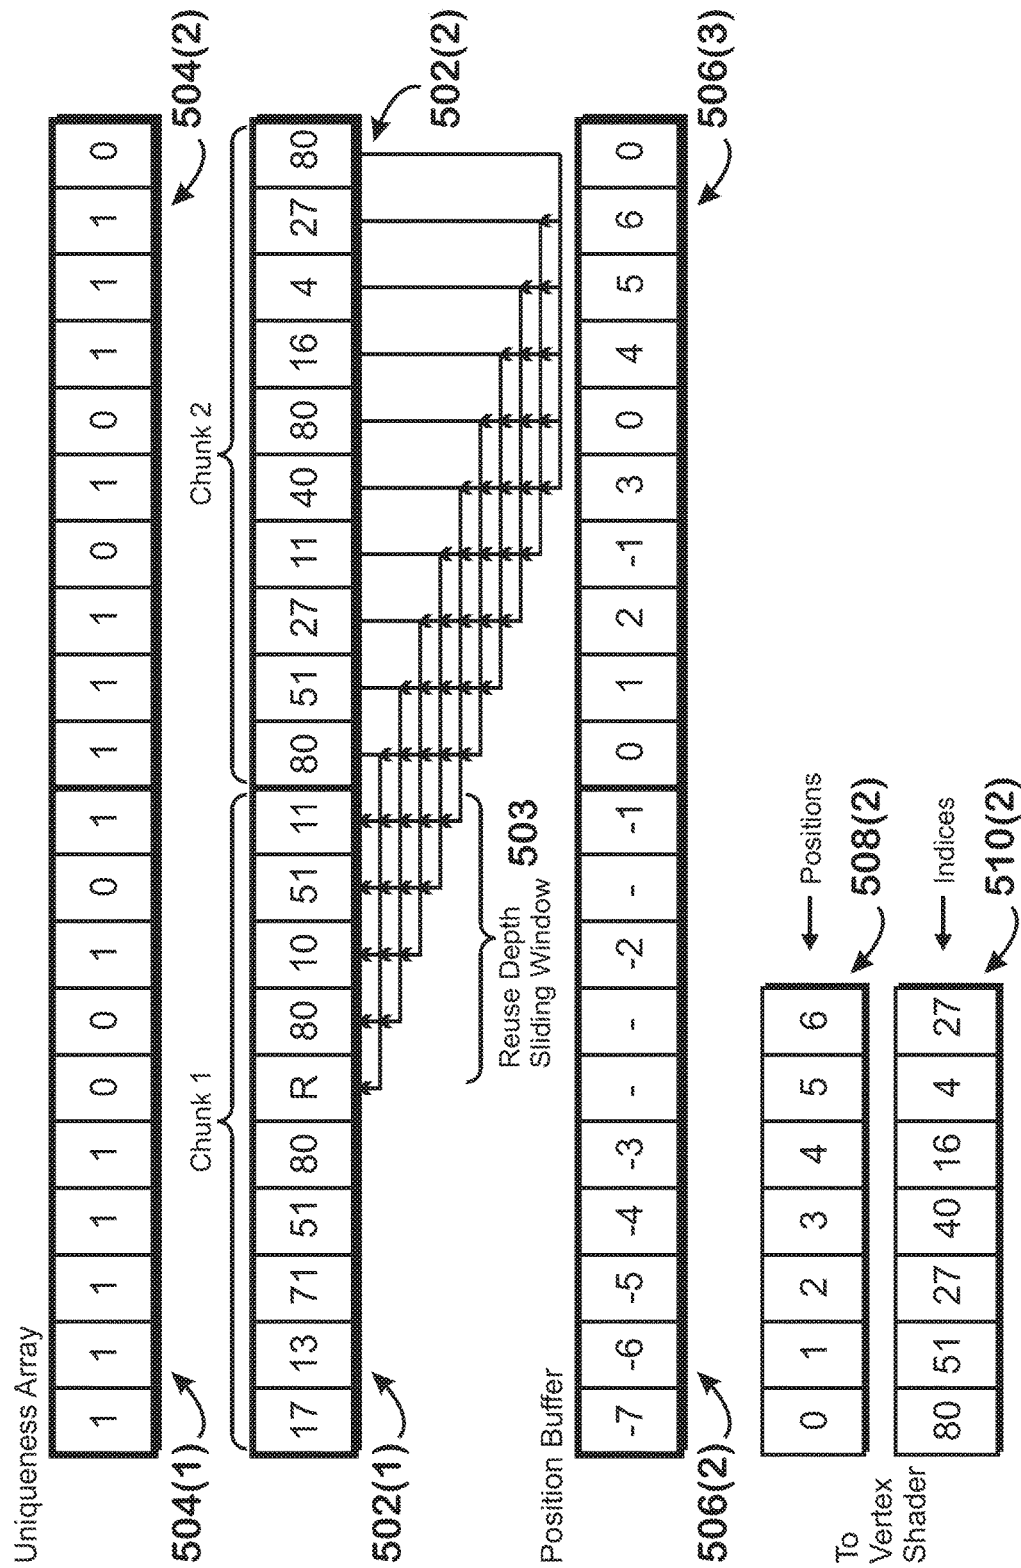 Uniqueness Array
1 1 1 1 1 0 0 1 0 1 1 1 1 0 1 0 1 1 1 0
504(1) 504(2)
Chunk 1 Chunk 2
17 13 71 51 80 R 80 10 51 11 80 51 27 11 40 80 16 4 27 80
502(1) 502(2)
Reuse Depth
Sliding Window 503
Position Buffer
-7 -6 -5 -4 -3 - - -2 - -1 0 1 2 -1 3 0 4 5 6 0
506(2) 506(3)
To
Vertex
Shader
0 1 2 3 4 5 6
Positions
508(2)
80 51 27 40 16 4 27
Indices
510(2)